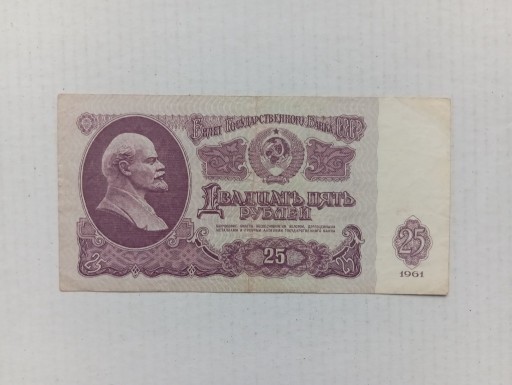 Билет Государственного Банка СССР
Двадцать пять
рублей
25
25
1961